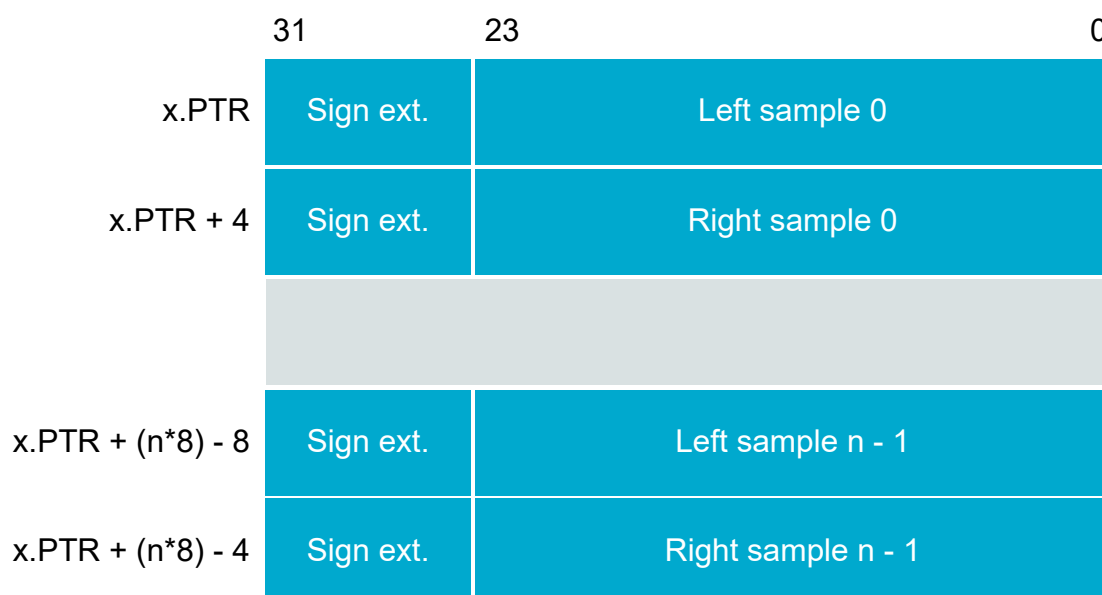 31 23 0
x.PTR Sign ext. Left sample 0
x.PTR + 4 Sign ext. Right sample 0
x.PTR + (n*8) - 8 Sign ext. Left sample n - 1
x.PTR + (n*8) - 4 Sign ext. Right sample n - 1